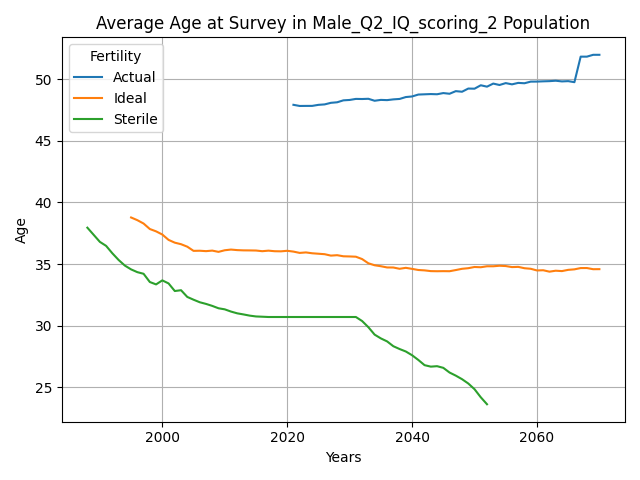 Average Age at Survey in Male_Q2_IQ_scoring_2 Population
Fertility
Actual
Ideal
Sterile
50
45
40
35
30
25
Age
2000
2020
2040
2060
Years